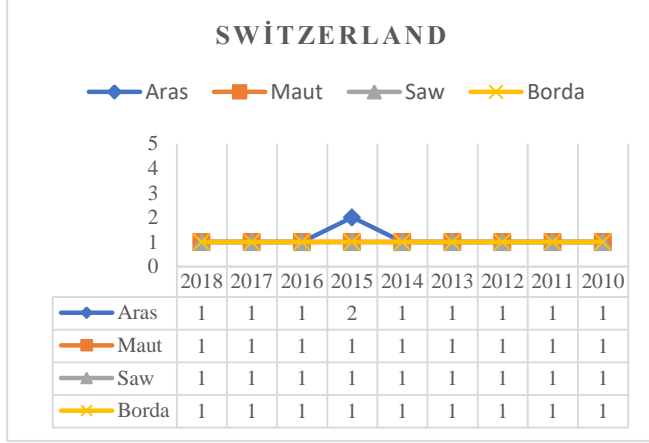 SWİTZERLAND
Aras Maut Saw Borda
5
4
3
2
1
0
2018 2017 2016 2015 2014 2013 2012 2011 2010
Aras 1 1 1 2 1 1 1 1 1
Maut 1 1 1 1 1 1 1 1 1
Saw 1 1 1 1 1 1 1 1 1
Borda 1 1 1 1 1 1 1 1 1